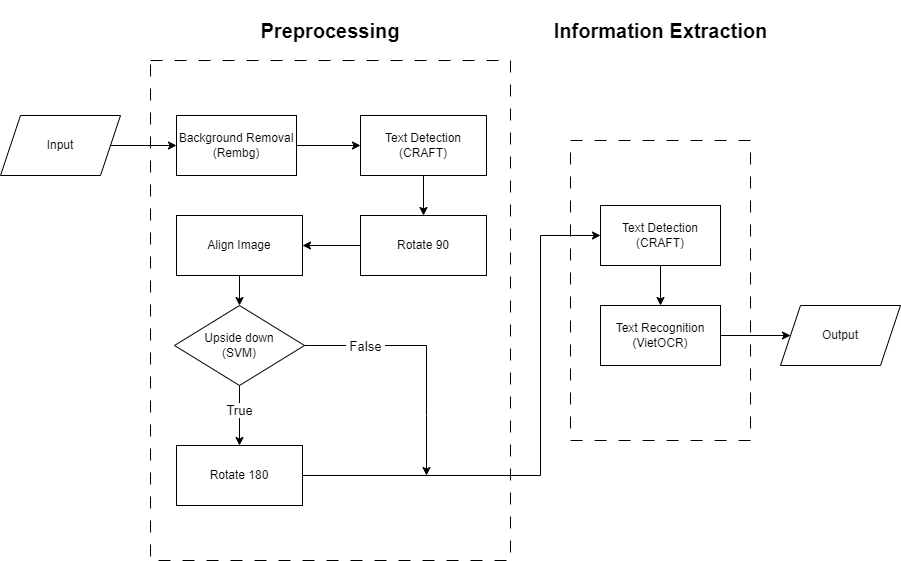 Preprocessing
Information Extraction
Input
Background Removal
(Rembg)
Text Detection
(CRAFT)
Align Image
Rotate 90
Upside down
(SVM)
False
True
Rotate 180
Text Detection
(CRAFT)
Text Recognition
(VietOCR)
Output